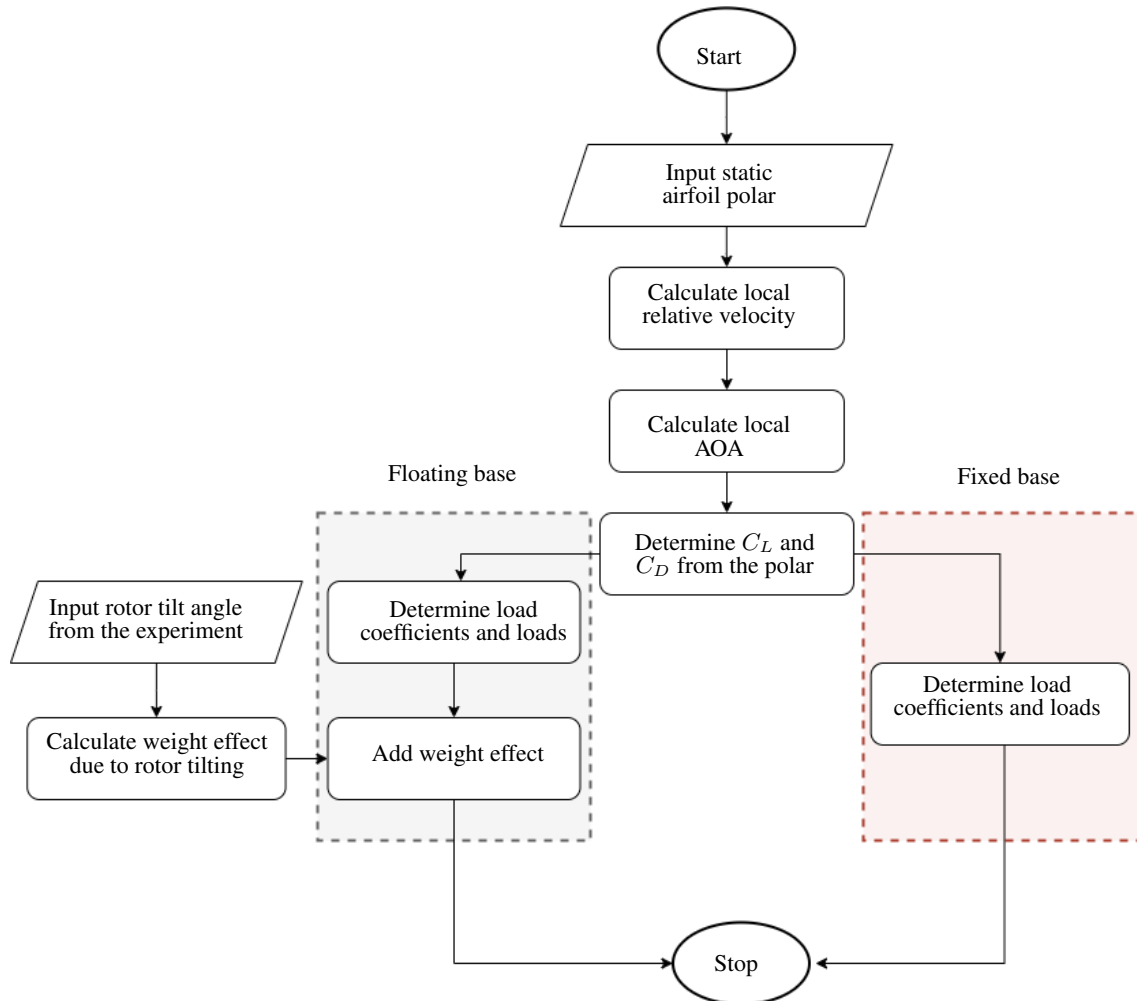 Start
Input static
airfoil polar
Calculate local
relative velocity
Calculate local
AOA
Floating base
Fixed base
Determine C_L and
C_D from the polar
Input rotor tilt angle
from the experiment
Determine load
coefficients and loads
Determine load
coefficients and loads
Calculate weight effect
due to rotor tilting
Add weight effect
Stop